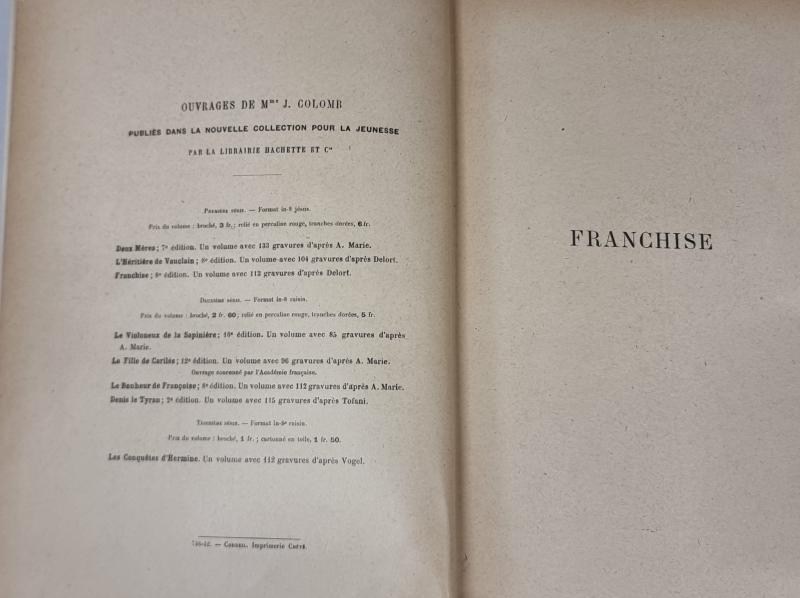 OUVRAGES DE Mme J. COLOMB
PUBLIÉS DANS LA NOUVELLE COLLECTION POUR LA JEUNESSE
PAR LA LIBRAIRIE HACHETTE ET Cie
PREMIÈRE SÉRIE. — Format in-8 jésus.
Prix du volume : broché, 3 fr. ; relié en percaline rouge, tranches dorées, 6 fr.
Deux Mères ; 7e édition. Un volume avec 133 gravures d'après A. Marie.
L'Héritière de Vauclain ; 8e édition. Un volume avec 104 gravures d'après Delort.
Franchise ; 6e édition. Un volume avec 113 gravures d'après Delort.
DEUXIÈME SÉRIE. — Format in-8 raisin.
Prix du volume : broché, 2 fr. 60 ; relié en percaline rouge, tranches dorées, 5 fr.
Le Violoneux de la Sapinière ; 10e édition. Un volume avec 85 gravures d'après
A. Marie.
La Fille de Carilès ; 12e édition. Un volume avec 96 gravures d'après A. Marie.
Ouvrage couronné par l'Académie française.
Le Bonheur de Françoise ; 8e édition. Un volume avec 112 gravures d'après A. Marie.
Denis le Tyran ; 2e édition. Un volume avec 115 gravures d'après Tofani.
TROISIÈME SÉRIE. — Format in-8 raisin.
Prix du volume : broché, 1 fr. ; cartonné en toile, 1 fr. 50.
Les Conquêtes d'Hermine. Un volume avec 112 gravures d'après Vogel.
— CORBEIL. Imprimerie CRÉTÉ.
FRANCHISE